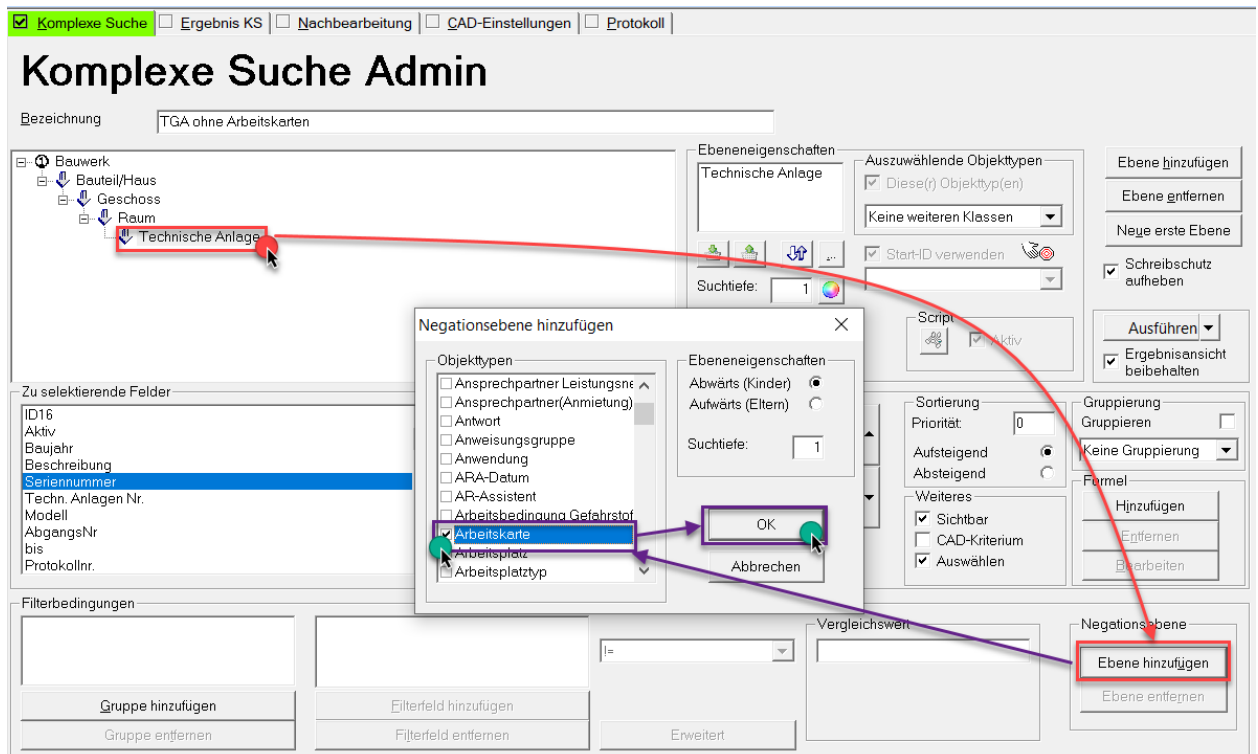 Komplexe Suche Ergebnis KS Nachbearbeitung CAD-Einstellungen Protokoll
Komplexe Suche Admin
Bezeichnung TGA ohne Arbeitskarten
Bauwerk
Bauteil/Haus
Geschoss
Raum
Technische Anlage
Ebeneneigenschaften
Technische Anlage
Suchtiefe: 1
Auszuwählende Objekttypen
Diese(r) Objekttyp(en)
Keine weiteren Klassen
Start-ID verwenden
Script
Aktiv
Ebene hinzufügen
Ebene entfernen
Neue erste Ebene
Schreibschutz
aufheben
Ausführen
Ergebnisansicht
beibehalten
Negationsebene hinzufügen
Objekttypen
Ansprechpartner Leistungsne
Ansprechpartner(Anmietung)
Antwort
Anweisungsgruppe
Anwendung
ARA-Datum
AR-Assistent
Arbeitsbedingung Gefahrstof
Arbeitskarte
Arbeitsplatz
Arbeitsplatztyp
Ebeneneigenschaften
Abwärts (Kinder)
Aufwärts (Eltern)
Suchtiefe: 1
OK
Abbrechen
Zu selektierende Felder
ID16
Aktiv
Baujahr
Beschreibung
Seriennummer
Techn. Anlagen Nr.
Modell
AbgangsNr
bis
Protokollnr.
Sortierung
Priorität: 0
Aufsteigend
Absteigend
Weiteres
Sichtbar
CAD-Kriterium
Auswählen
Gruppierung
Gruppieren
Keine Gruppierung
Formel
Hinzufügen
Entfernen
Bearbeiten
Filterbedingungen
!=
Vergleichswert
Negationsebene
Ebene hinzufügen
Ebene entfernen
Gruppe hinzufügen Filterfeld hinzufügen
Gruppe entfernen Filterfeld entfernen Erweitert